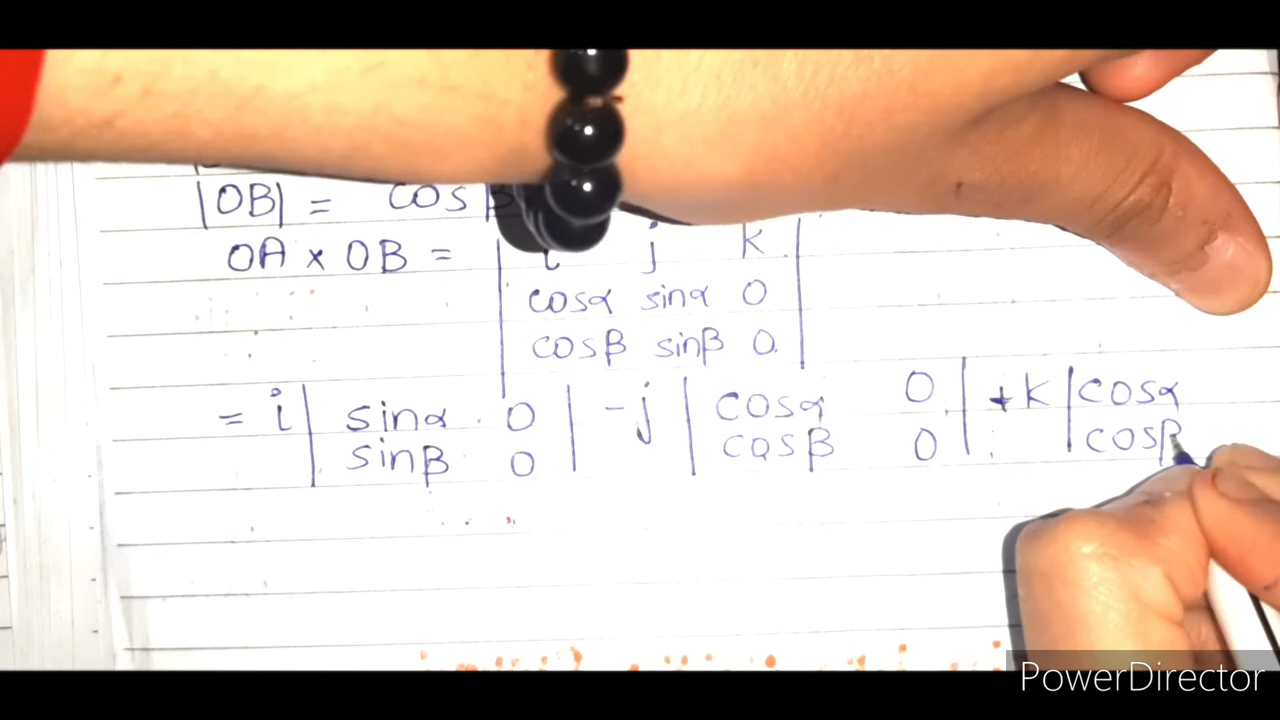 |OB| = cos β
OA × OB = | i j k |
| cosα sinα 0 |
| cosβ sinβ 0 |
= i | sinα 0 | - j | cosα 0 | + k | cosα
| sinβ 0 | | cosβ 0 | | cosβ
PowerDirector